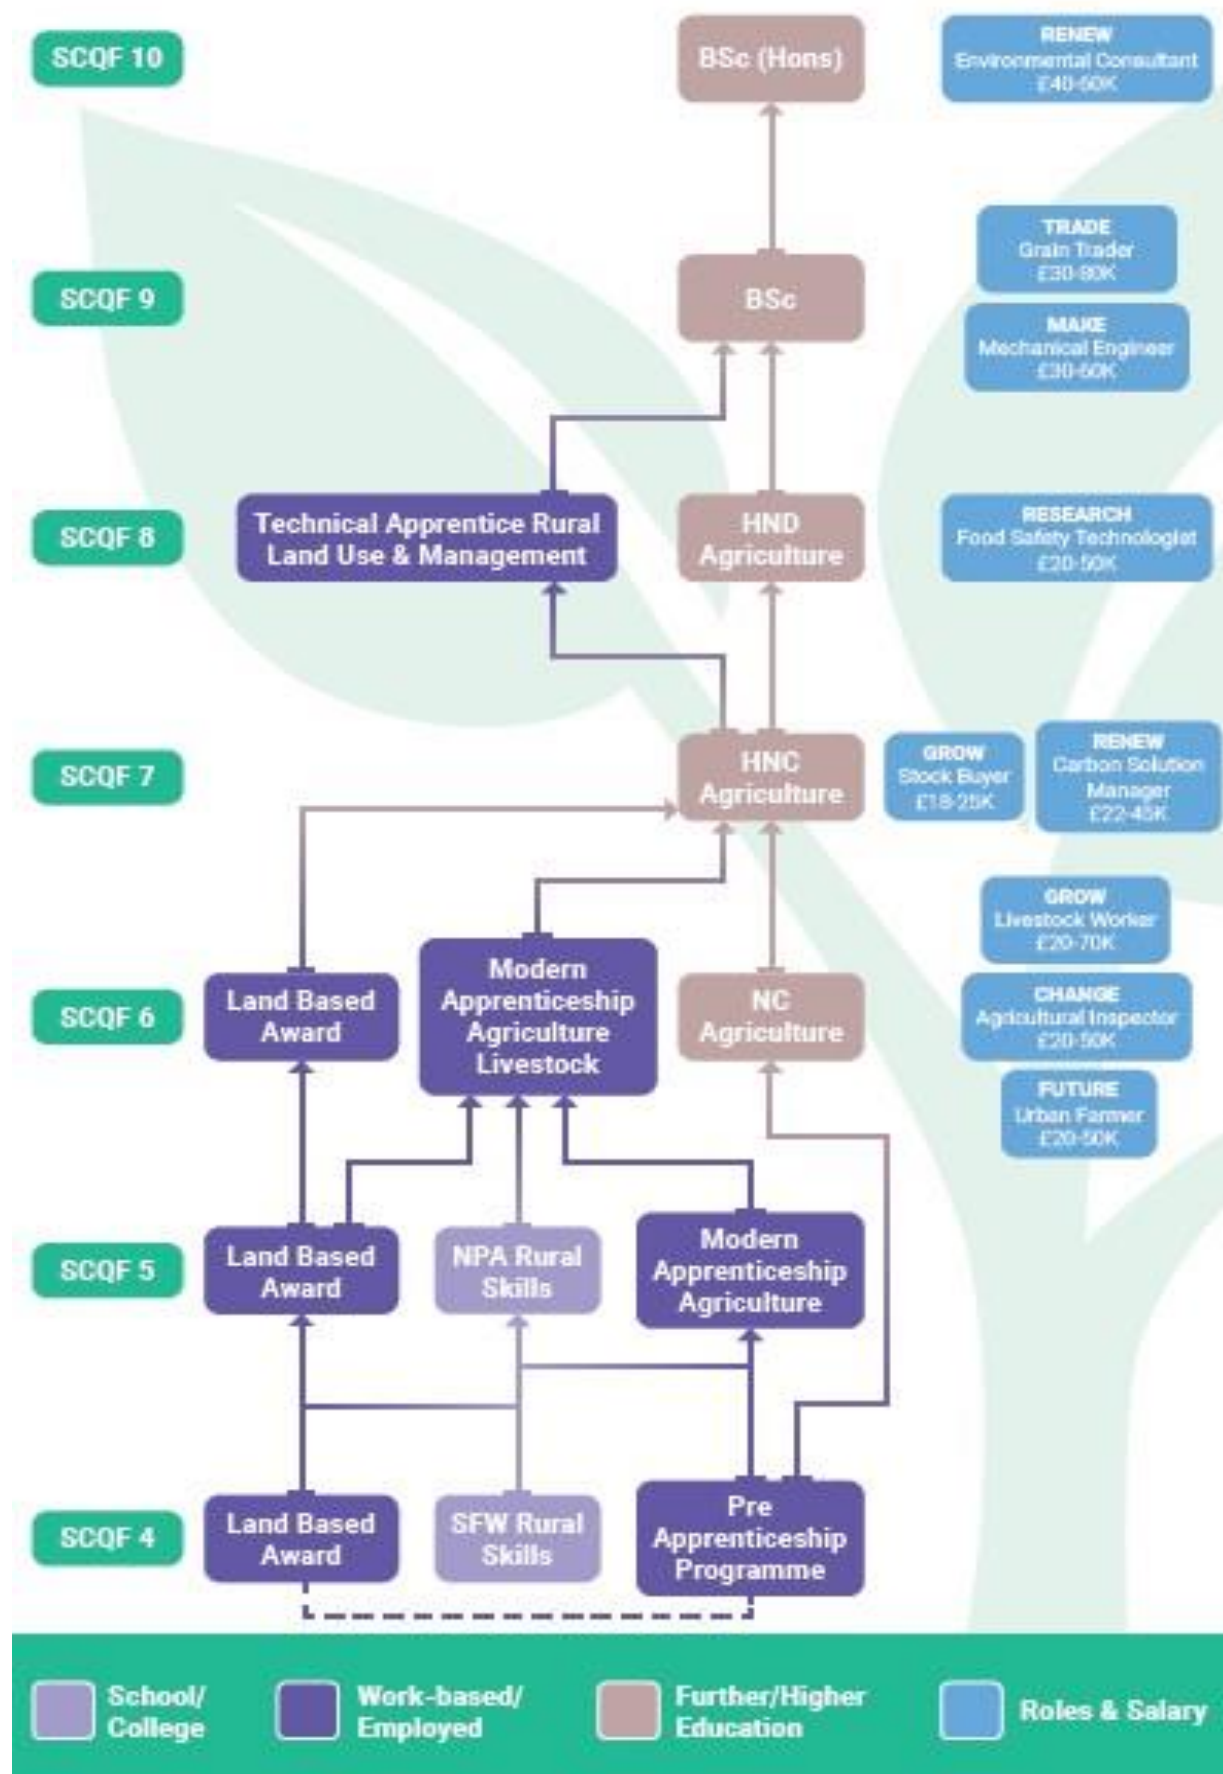 SCQF 10
BSc (Hons)
RENEW
Environmental Consultant
£40-60K
SCQF 9
BSc
TRADE
Grain Trader
£30-80K
MAKE
Mechanical Engineer
£30-60K
SCQF 8
Technical Apprentice Rural
Land Use & Management
HND
Agriculture
RESEARCH
Food Safety Technologist
£20-50K
SCQF 7
HNC
Agriculture
GROW
Stock Buyer
£18-25K
RENEW
Carbon Solution
Manager
£22-45K
SCQF 6
Land Based
Award
Modern
Apprenticeship
Agriculture
Livestock
NC
Agriculture
GROW
Livestock Worker
£20-70K
CHANGE
Agricultural Inspector
£20-50K
FUTURE
Urban Farmer
£20-50K
SCQF 5
Land Based
Award
NPA Rural
Skills
Modern
Apprenticeship
Agriculture
SCQF 4
Land Based
Award
SFW Rural
Skills
Pre
Apprenticeship
Programme
School/
College
Work-based/
Employed
Further/Higher
Education
Roles & Salary